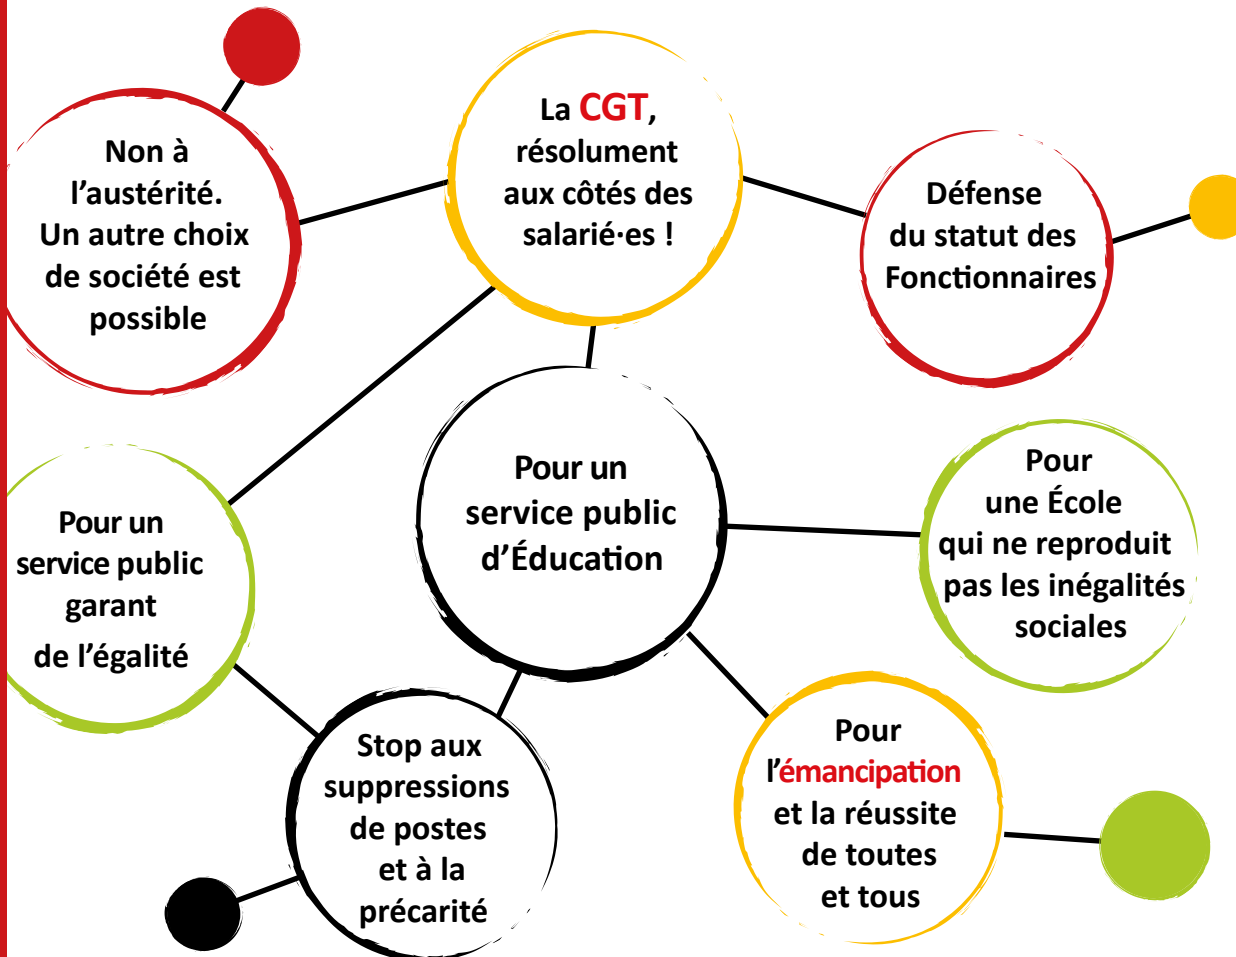 La CGT,
résolument
aux côtés des
salarié·es !
Non à
l'austérité.
Un autre choix
de société est
possible
Défense
du statut des
Fonctionnaires
Pour un
service public
d'Éducation
Pour
une École
qui ne reproduit
pas les inégalités
sociales
Pour un
service public
garant
de l'égalité
Stop aux
suppressions
de postes
et à la
précarité
Pour
l'émancipation
et la réussite
de toutes
et tous